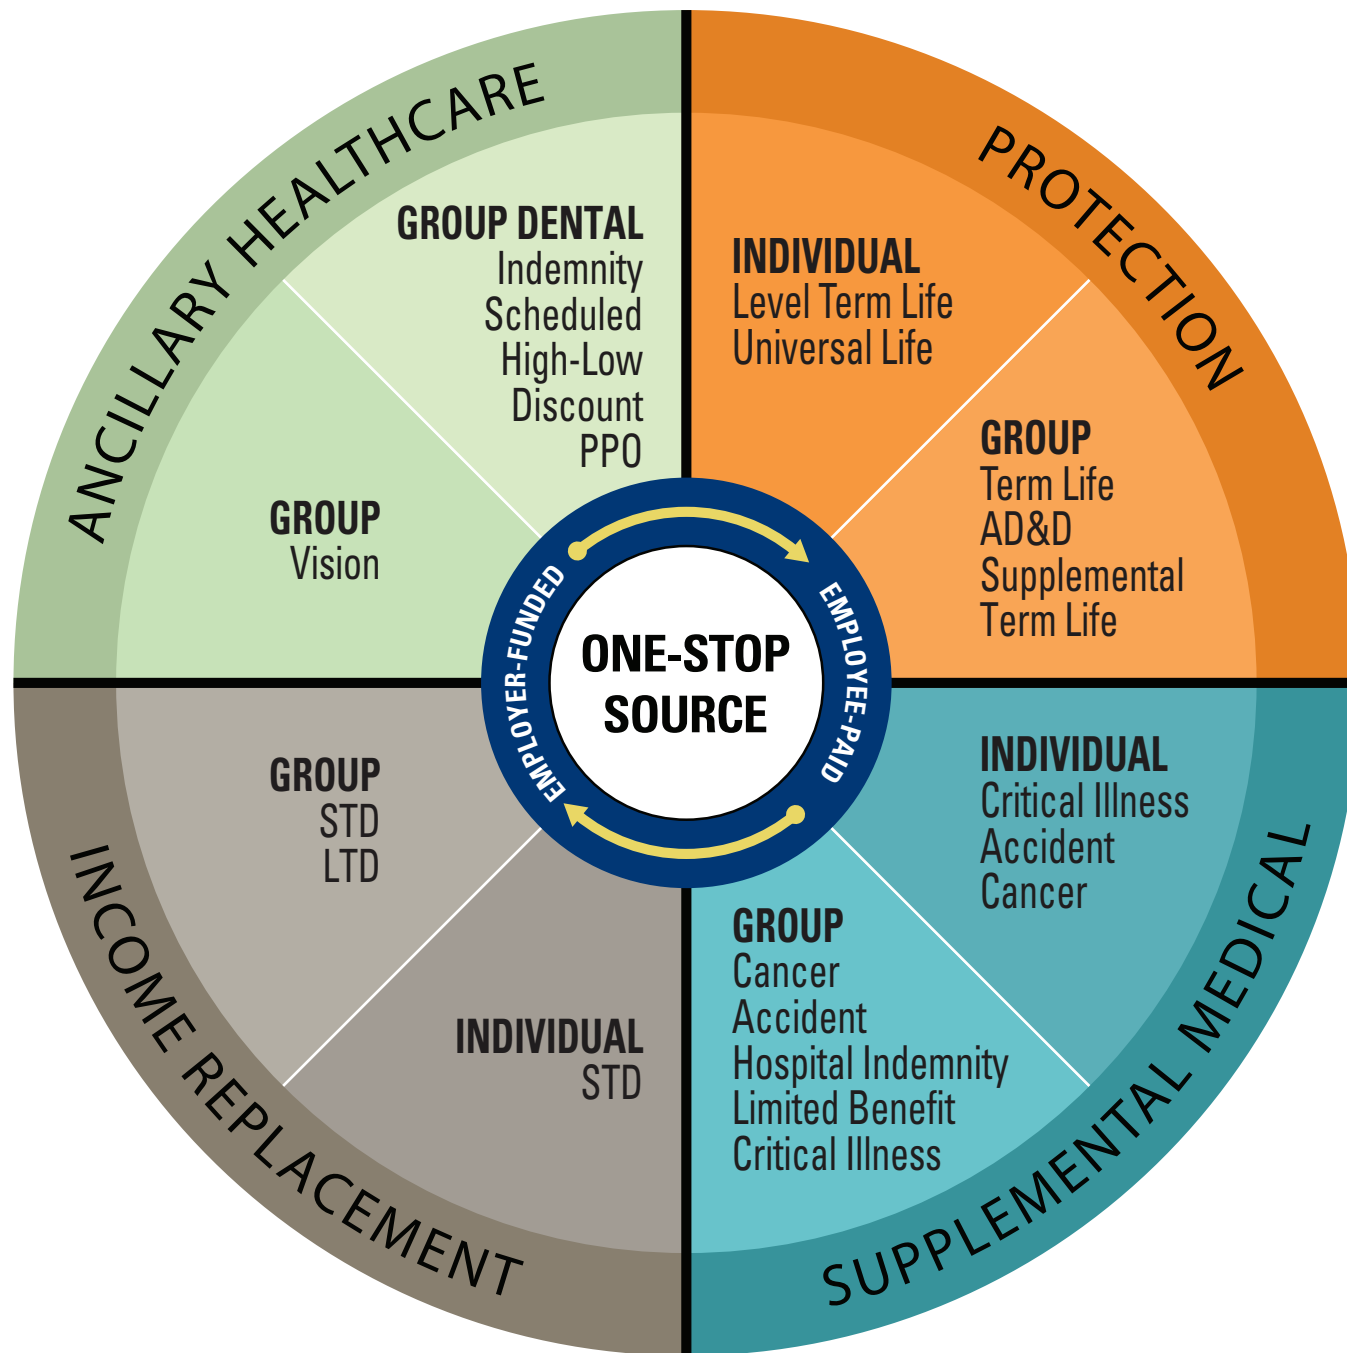 ANCILLARY HEALTHCARE
GROUP DENTAL
Indemnity
Scheduled
High-Low
Discount
PPO
GROUP
Vision
PROTECTION
INDIVIDUAL
Level Term Life
Universal Life
GROUP
Term Life
AD&D
Supplemental
Term Life
EMPLOYER-FUNDED
ONE-STOP
SOURCE
EMPLOYEE-PAID
INCOME REPLACEMENT
GROUP
STD
LTD
INDIVIDUAL
STD
SUPPLEMENTAL MEDICAL
INDIVIDUAL
Critical Illness
Accident
Cancer
GROUP
Cancer
Accident
Hospital Indemnity
Limited Benefit
Critical Illness